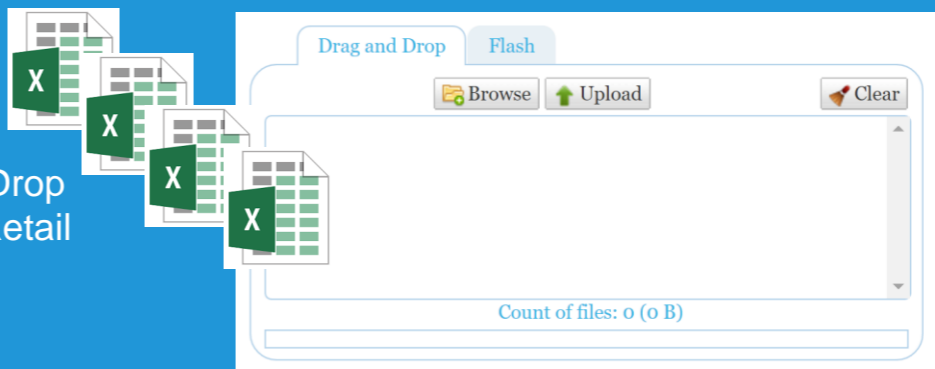 Drag and Drop Flash
Browse Upload Clear
X
X
X
X
Drop
etail
Count of files: 0 (0 B)